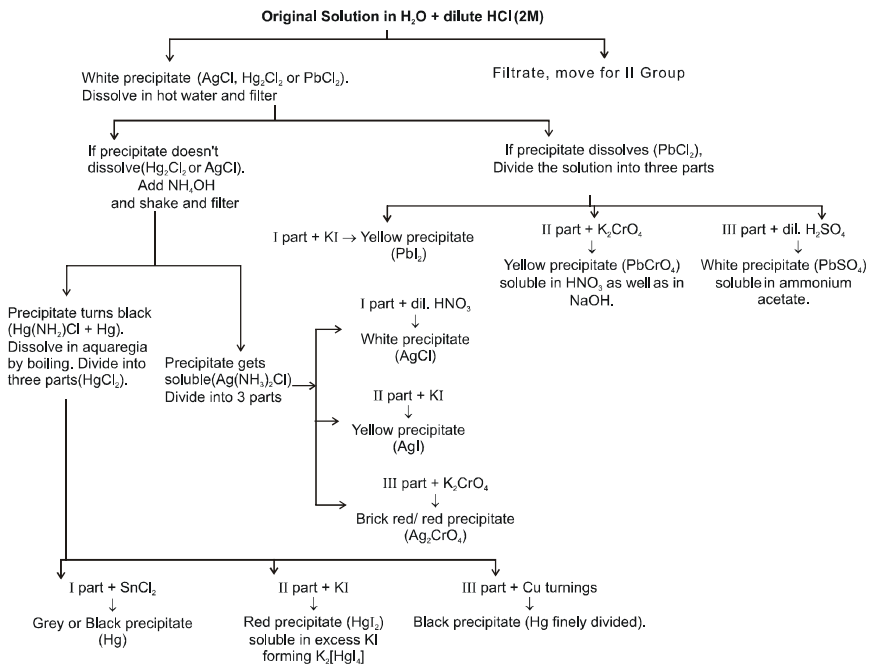 Original Solution in H₂O + dilute HCl (2M)
White precipitate (AgCl, Hg₂Cl₂ or PbCl₂).
Dissolve in hot water and filter
Filtrate, move for II Group
If precipitate doesn't
dissolve(Hg₂Cl₂ or AgCl).
Add NH₄OH
and shake and filter
If precipitate dissolves (PbCl₂),
Divide the solution into three parts
I part + KI → Yellow precipitate
(PbI₂)
II part + K₂CrO₄
↓
Yellow precipitate (PbCrO₄)
soluble in HNO₃ as well as in
NaOH.
III part + dil. H₂SO₄
↓
White precipitate (PbSO₄)
soluble in ammonium
acetate.
Precipitate turns black
(Hg(NH₂)Cl + Hg).
Dissolve in aquaregia
by boiling. Divide into
three parts(HgCl₂).
Precipitate gets
soluble(Ag(NH₃)₂Cl)
Divide into 3 parts
I part + dil. HNO₃
↓
White precipitate
(AgCl)
II part + KI
↓
Yellow precipitate
(AgI)
III part + K₂CrO₄
↓
Brick red/ red precipitate
(Ag₂CrO₄)
I part + SnCl₂
↓
Grey or Black precipitate
(Hg)
II part + KI
↓
Red precipitate (HgI₂)
soluble in excess KI
forming K₂[HgI₄]
III part + Cu turnings
↓
Black precipitate (Hg finely divided).